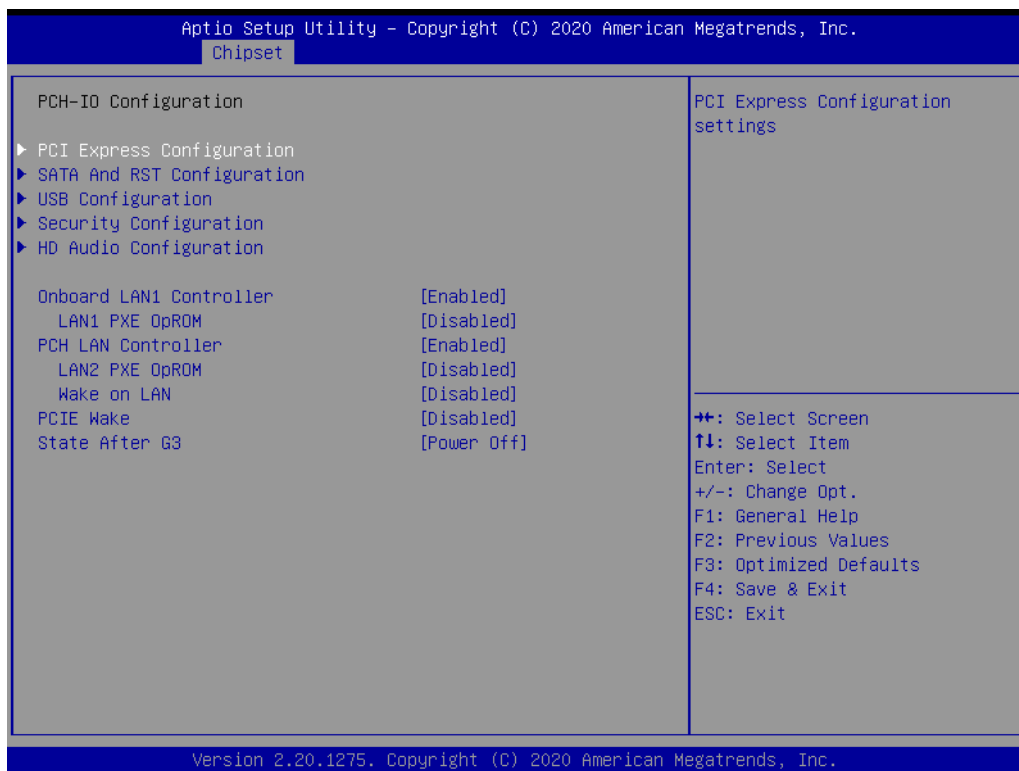 Aptio Setup Utility – Copyright (C) 2020 American Megatrends, Inc.
Chipset
PCH-IO Configuration
PCI Express Configuration
SATA And RST Configuration
USB Configuration
Security Configuration
HD Audio Configuration
Onboard LAN1 Controller [Enabled]
LAN1 PXE OpROM [Disabled]
PCH LAN Controller [Enabled]
LAN2 PXE OpROM [Disabled]
Wake on LAN [Disabled]
PCIE Wake [Disabled]
State After G3 [Power Off]
PCI Express Configuration
settings
→←: Select Screen
↑↓: Select Item
Enter: Select
+/-: Change Opt.
F1: General Help
F2: Previous Values
F3: Optimized Defaults
F4: Save & Exit
ESC: Exit
Version 2.20.1275. Copyright (C) 2020 American Megatrends, Inc.